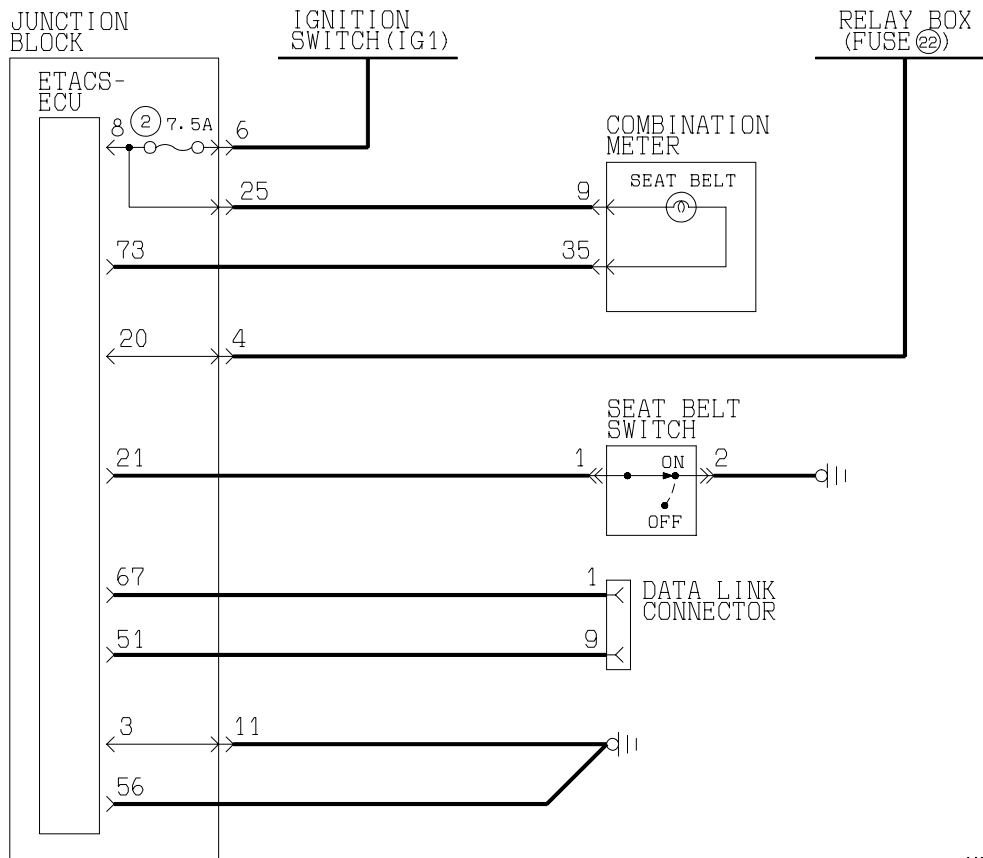 JUNCTION
BLOCK
IGNITION
SWITCH(IG1)
RELAY BOX
(FUSE 22)
ETACS-
ECU
8
2
7.5A
6
COMBINATION
METER
SEAT BELT
25
9
73
35
20
4
SEAT BELT
SWITCH
21
1
ON
2
OFF
67
1
DATA LINK
CONNECTOR
51
9
3
11
56